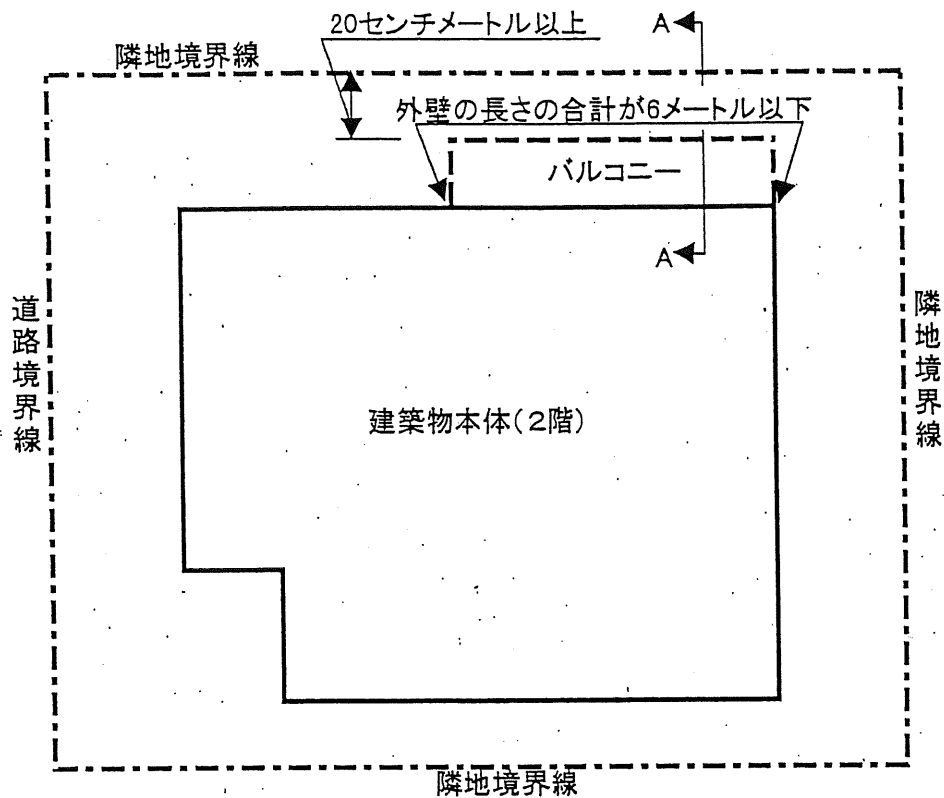 20センチメートル以上
A
隣地境界線
外壁の長さの合計が6メートル以下
バルコニー
A
道路境界線
隣地境界線
建築物本体(2階)
隣地境界線